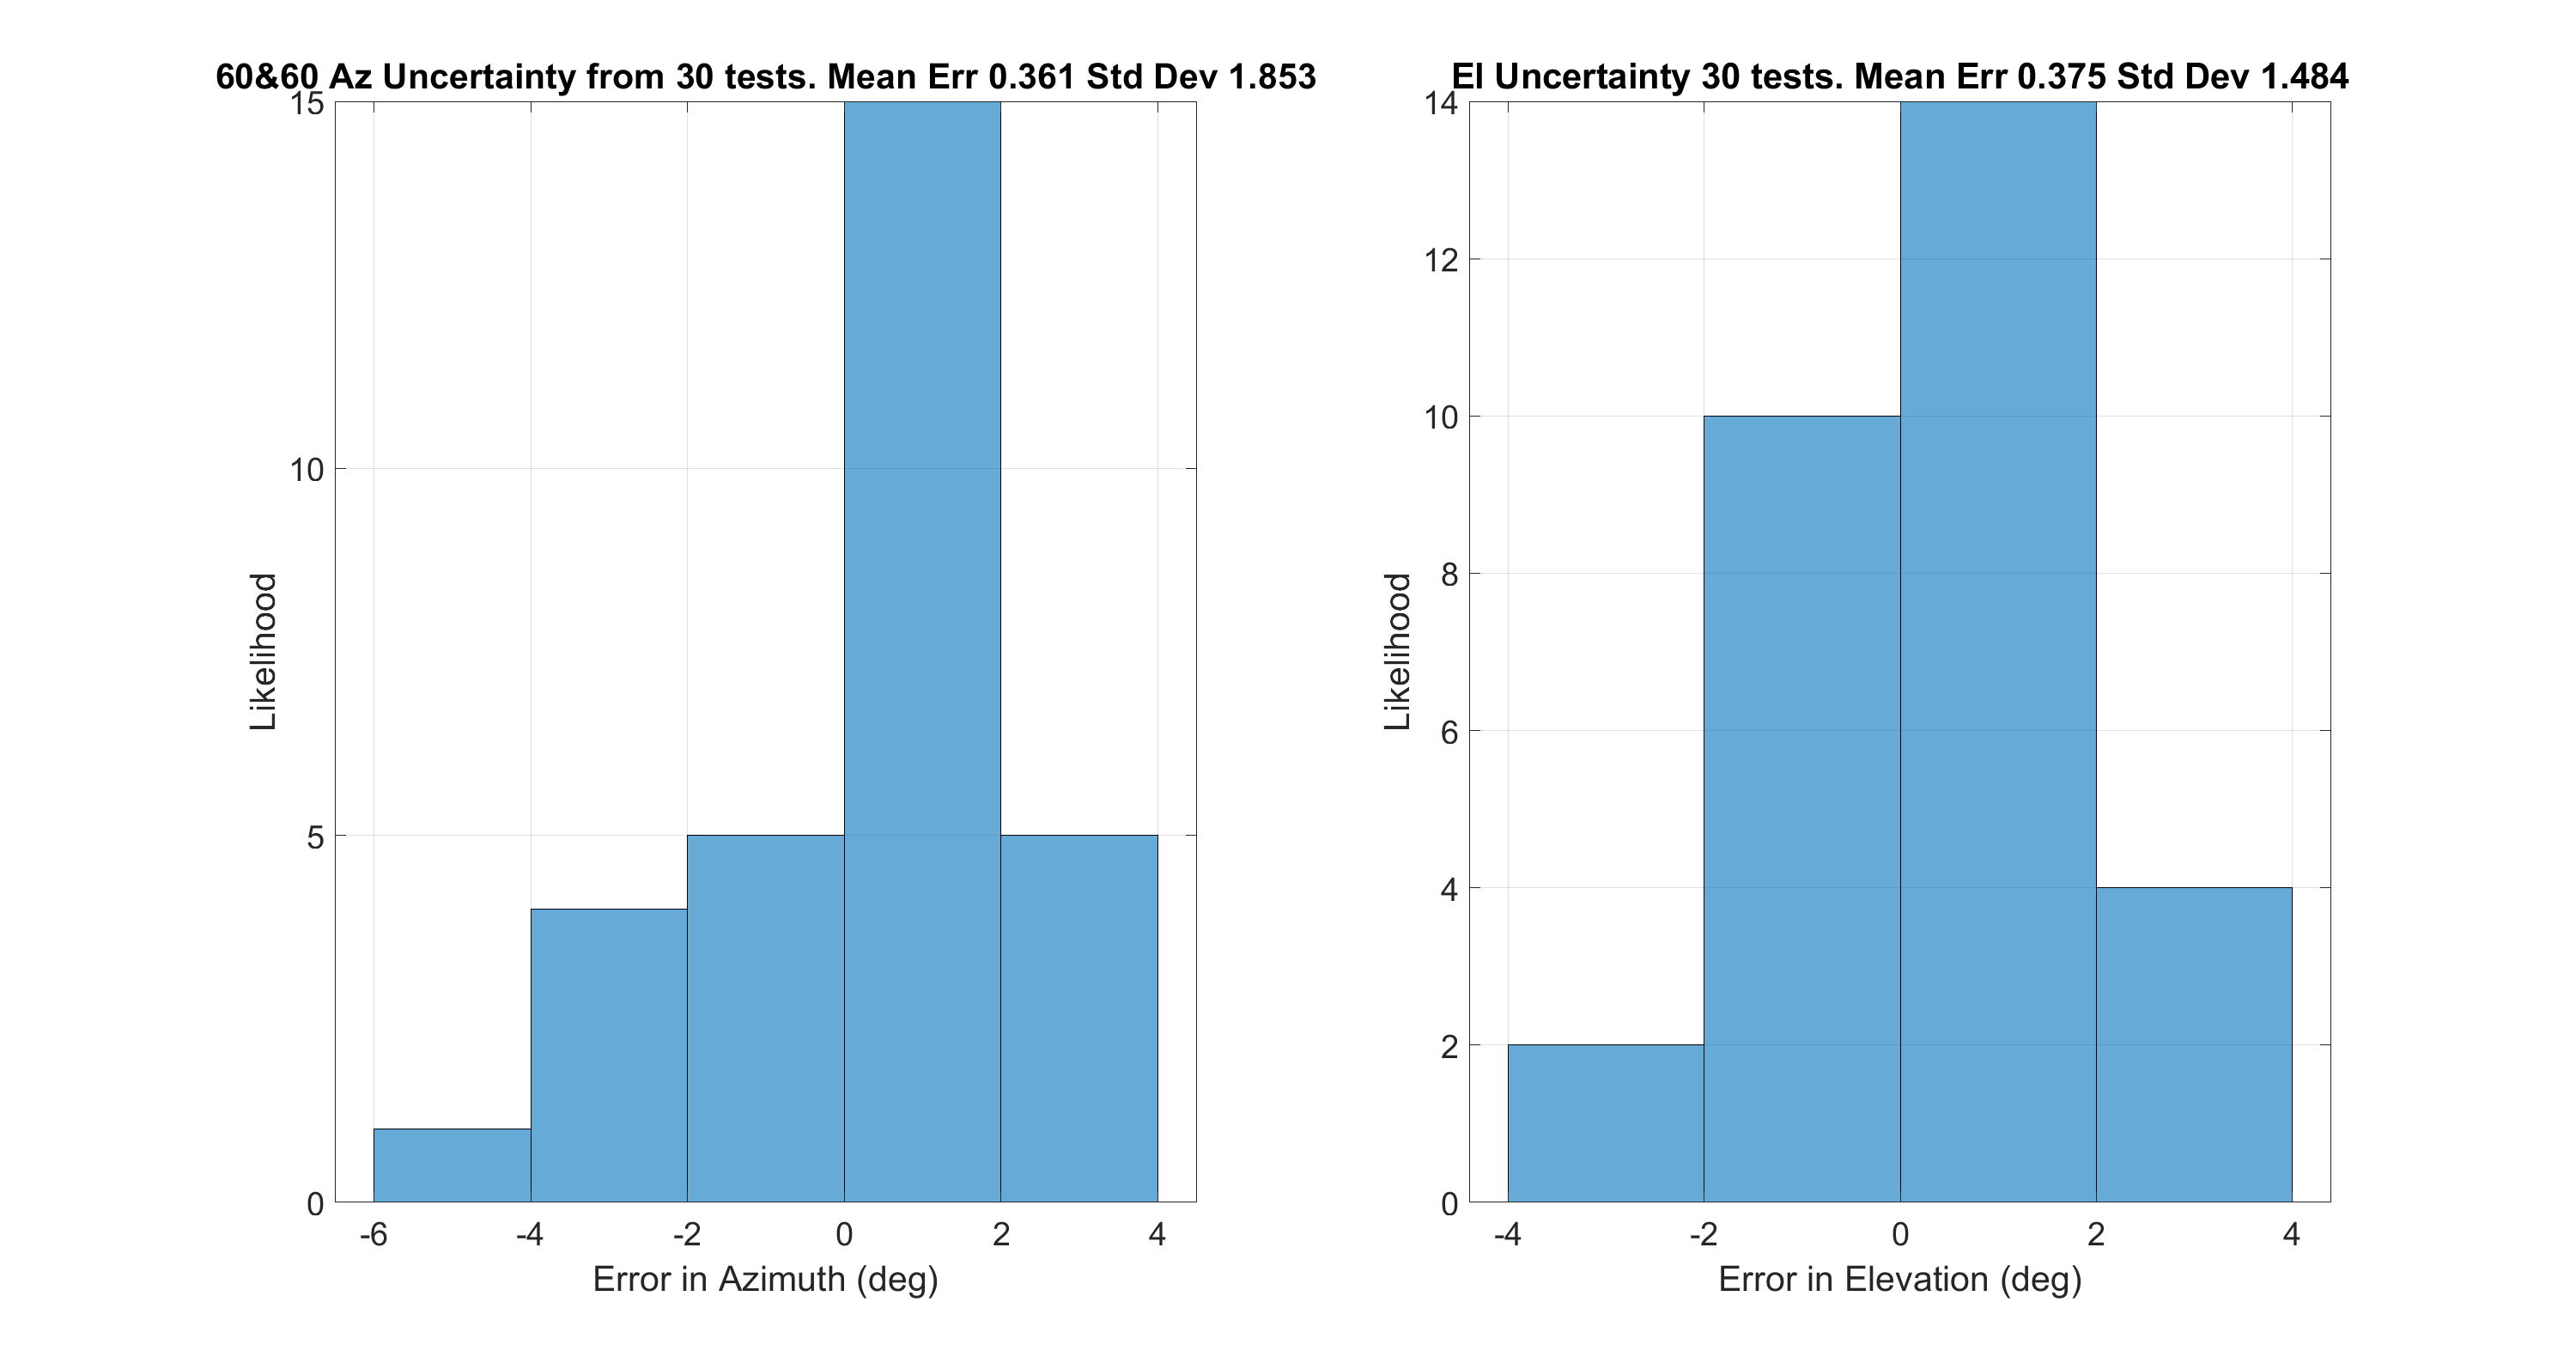 60&60 Az Uncertainty from 30 tests. Mean Err 0.361 Std Dev 1.853
15
10
5
0
Likelihood
-6 -4 -2 0 2 4
Error in Azimuth (deg)
El Uncertainty 30 tests. Mean Err 0.375 Std Dev 1.484
14
12
10
8
6
4
2
0
Likelihood
-4 -2 0 2 4
Error in Elevation (deg)